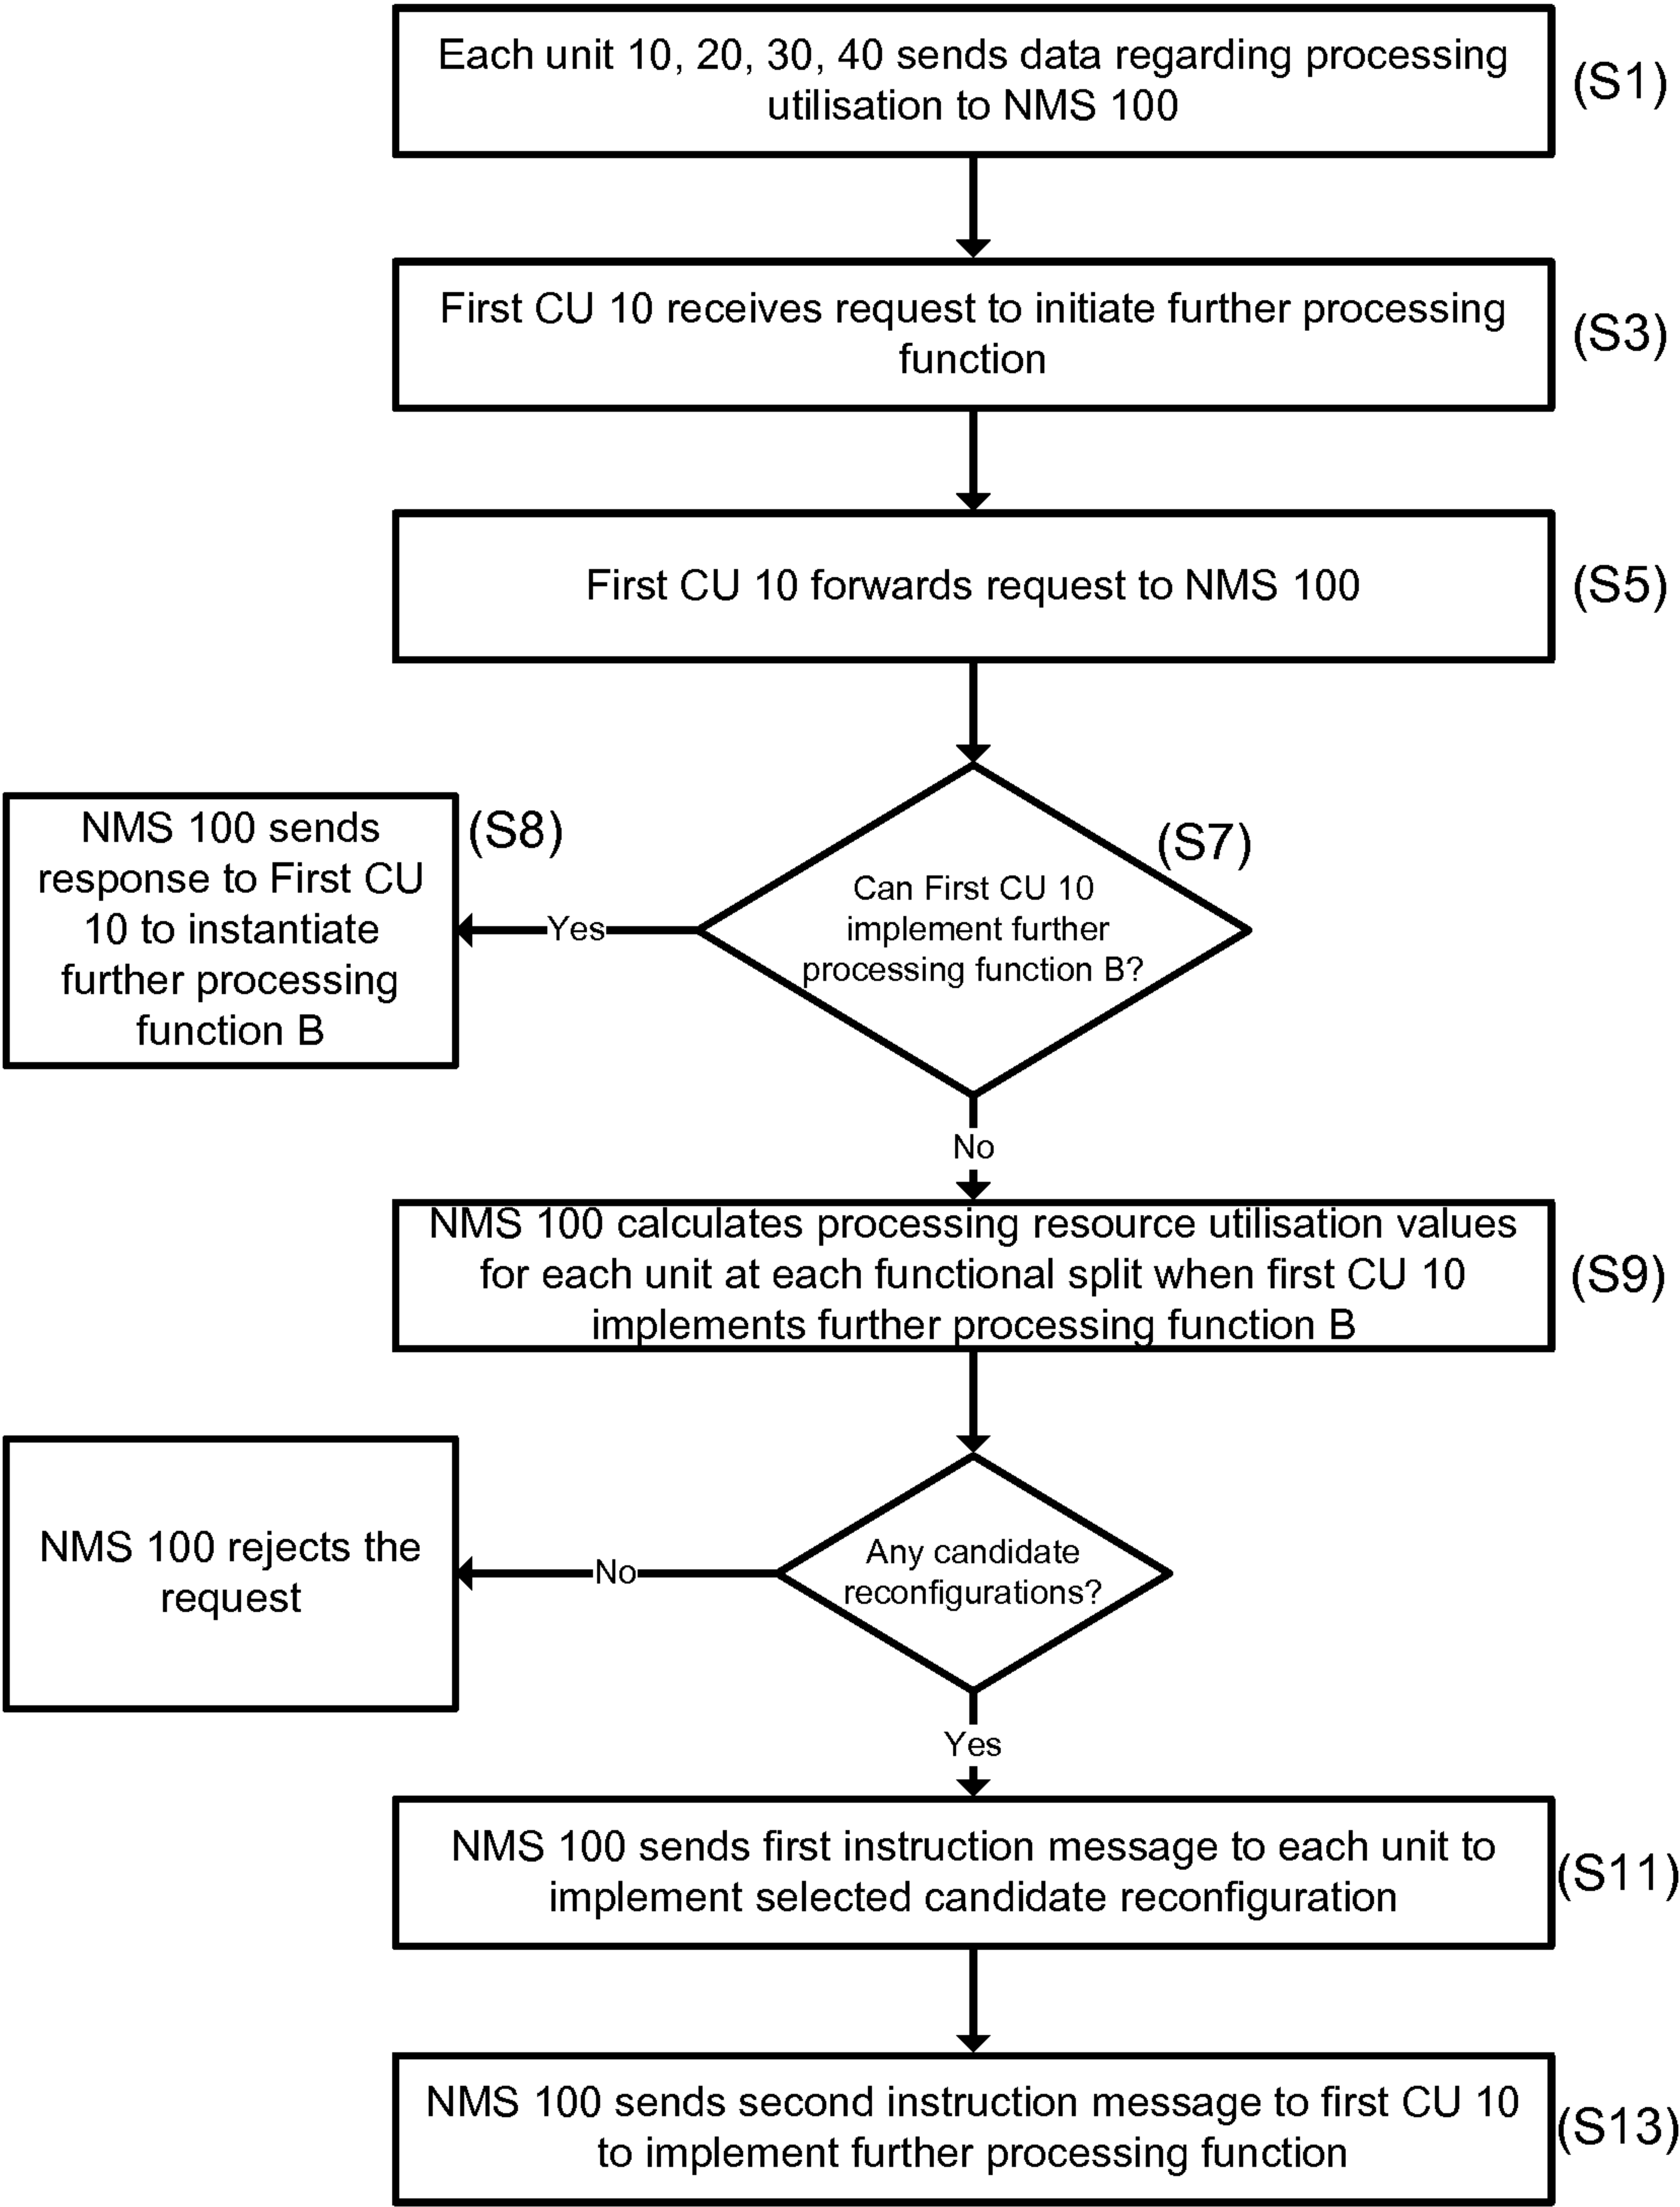 Each unit 10, 20, 30, 40 sends data regarding processing
utilisation to NMS 100
(S1)
First CU 10 receives request to initiate further processing
function
(S3)
First CU 10 forwards request to NMS 100
(S5)
(S7)
Can First CU 10
implement further
processing function B?
Yes
(S8)
NMS 100 sends
response to First CU
10 to instantiate
further processing
function B
No
NMS 100 calculates processing resource utilisation values
for each unit at each functional split when first CU 10
implements further processing function B
(S9)
Any candidate
reconfigurations?
No
NMS 100 rejects the
request
Yes
NMS 100 sends first instruction message to each unit to
implement selected candidate reconfiguration
(S11)
NMS 100 sends second instruction message to first CU 10
to implement further processing function
(S13)